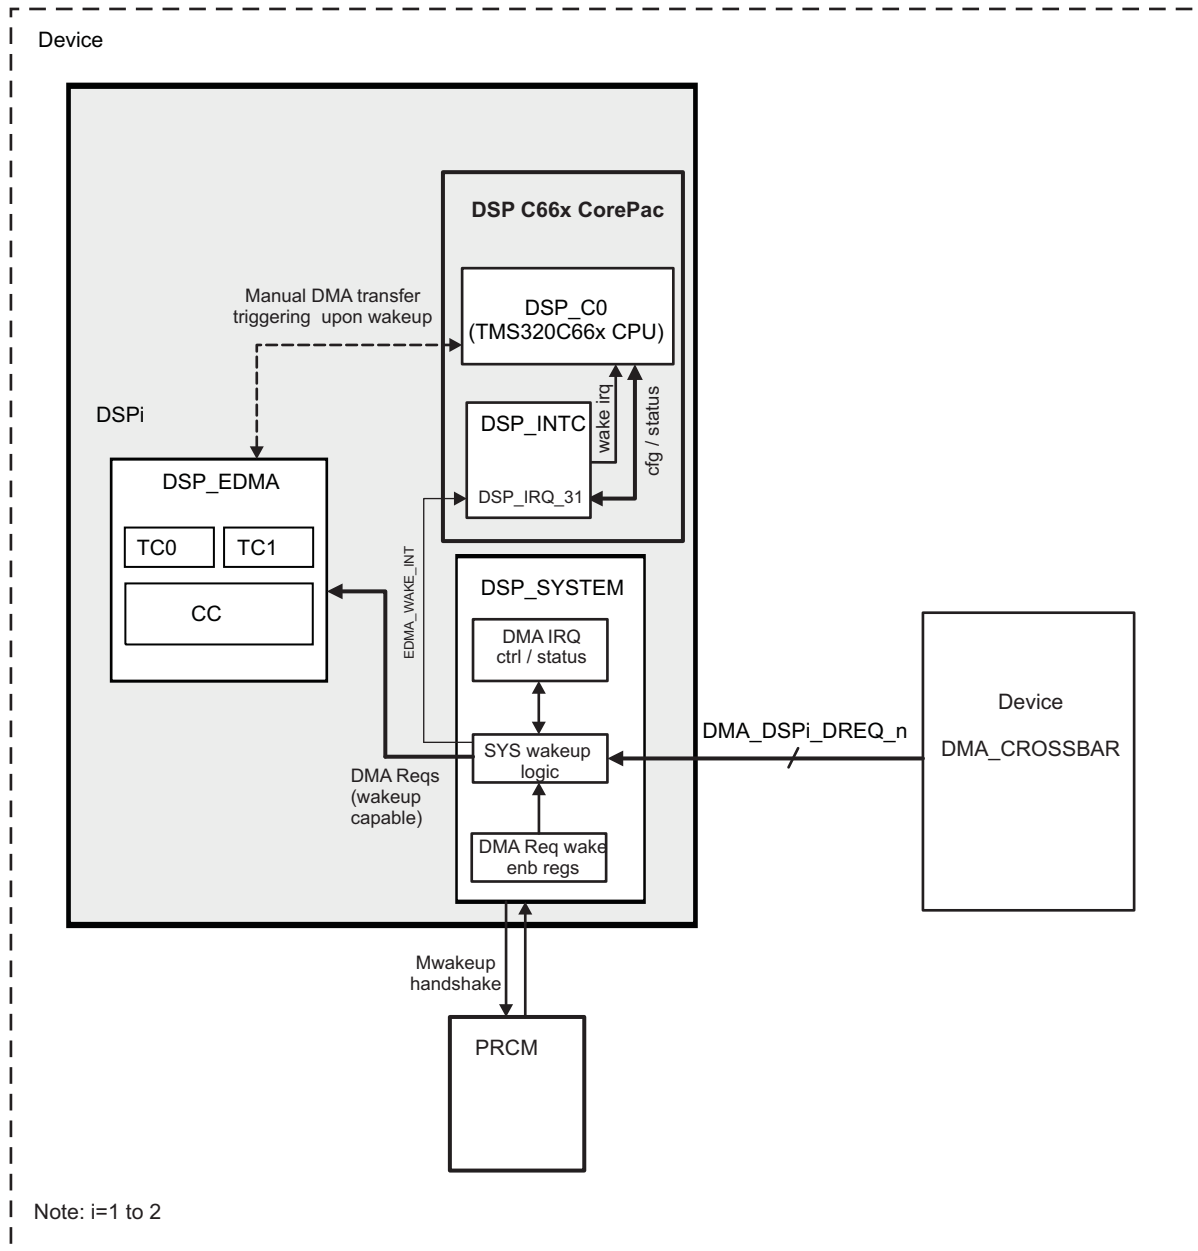 Device
DSP C66x CorePac
DSP_C0
(TMS320C66x CPU)
Manual DMA transfer
triggering upon wakeup
wake irq
cfg / status
DSPi
DSP_INTC
DSP_IRQ_31
DSP_EDMA
TC0
TC1
CC
EDMA_WAKE_INT
DSP_SYSTEM
DMA IRQ
ctrl / status
SYS wakeup
logic
DMA Reqs
(wakeup
capable)
DMA Req wake
enb regs
DMA_DSPi_DREQ_n
Device
DMA_CROSSBAR
Mwakeup
handshake
PRCM
Note: i=1 to 2